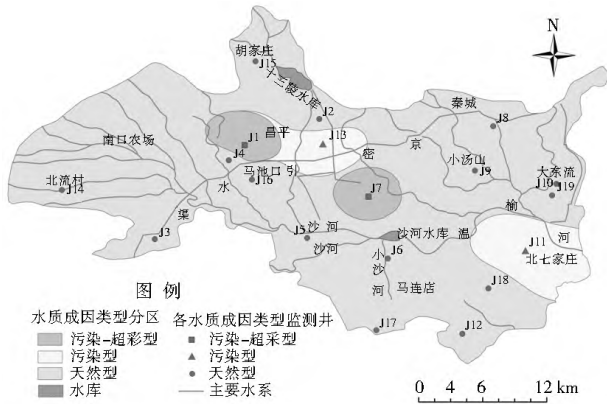 N
胡家庄
J15
十三陵水库
J2
秦城
J8
南口农场
昌平
J1
J13
密
京
J4
马池口引
小汤山
J9
大东流
J10
J19
北流村
J14
水
J16
J7
榆
渠
J3
J5
沙河
沙河
沙河水库
温
河
小沙河
J6
J11
北七家庄
马连店
J18
J17
J12
图 例
水质成因类型分区
各水质成因类型监测井
污染-超彩型
污染-超采型
污染型
污染型
天然型
天然型
水库
主要水系
0 4 8 12 km